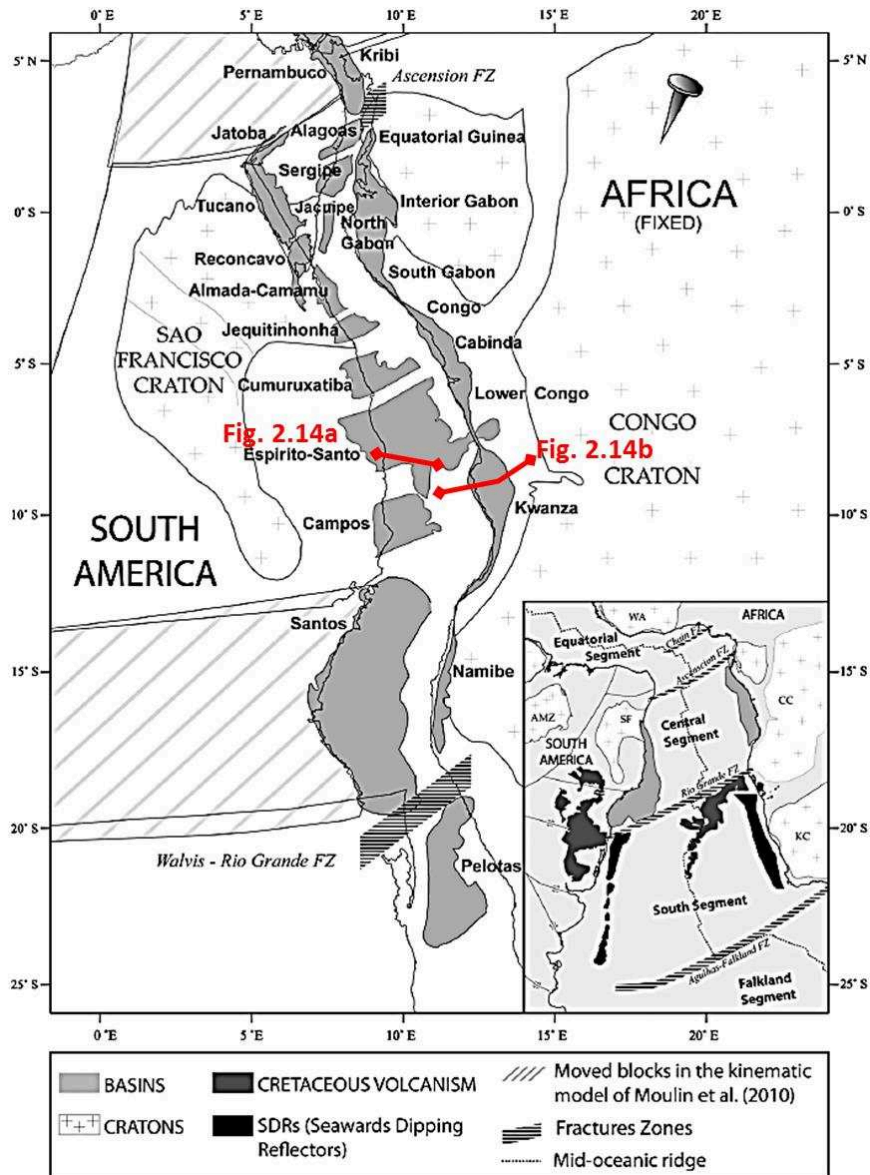 0° E 5° E 10° E 15° E 20° E
5° N 5° N
Kribi
Pernambuco
Ascension FZ
Jatoba Alagoas
Equatorial Guinea
Sergipe
AFRICA
(FIXED)
Interior Gabon
Tucano Jacuipe
0° S 0° S
North
Gabon
Reconcavo
South Gabon
Almada-Camamu
Congo
Jequitinhonha
Cabinda
SAO
FRANCISCO
CRATON
5° S 5° S
Cumuruxatiba
Lower Congo
CONGO
CRATON
Fig. 2.14a
Fig. 2.14b
Espirito-Santo
Kwanza
10° S 10° S
Campos
SOUTH
AMERICA
Santos
Namibe
15° S 15° S
Walvis - Rio Grande FZ
20° S 20° S
Pelotas
25° S 25° S
WA
AFRICA
Equatorial
Segment
Chain FZ
Ascension FZ
AMZ
SF
CC
Central
Segment
SOUTH
AMERICA
Rio Grande FZ
KC
South Segment
Agulhas-Falkland FZ
Falkland
Segment
0° E 5° E 10° E 15° E 20° E
BASINS
CRATONS
CRETACEOUS VOLCANISM
SDRs (Seawards Dipping
Reflectors)
Moved blocks in the kinematic
model of Moulin et al. (2010)
Fractures Zones
Mid-oceanic ridge